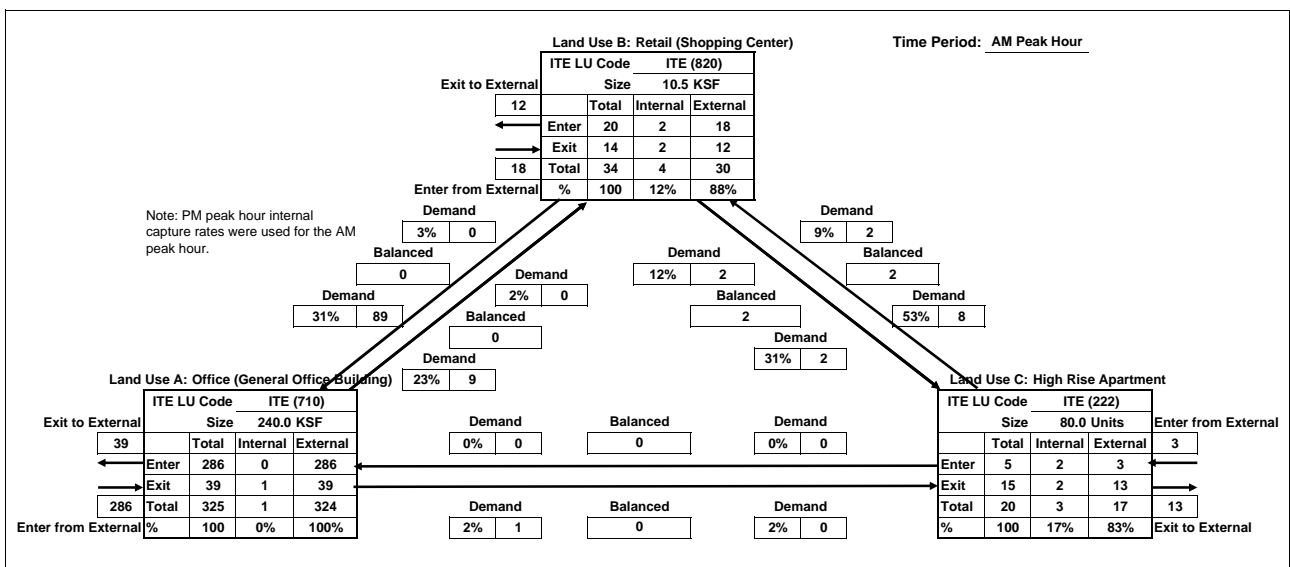 Land Use B: Retail (Shopping Center)
Time Period: AM Peak Hour
ITE LU Code ITE (820)
Exit to External Size 10.5 KSF
12 Total Internal External
Enter 20 2 18
Exit 14 2 12
18 Total 34 4 30
Enter from External % 100 12% 88%
Note: PM peak hour internal
capture rates were used for the AM
peak hour.
Demand
3% 0
Balanced
0
Demand
31% 89
Demand
2% 0
Balanced
0
Demand
23% 9
Demand
12% 2
Balanced
2
Demand
31% 2
Demand
9% 2
Balanced
2
Demand
53% 8
Land Use A: Office (General Office Building)
ITE LU Code ITE (710)
Exit to External Size 240.0 KSF
39 Total Internal External
Enter 286 0 286
Exit 39 1 39
286 Total 325 1 324
Enter from External % 100 0% 100%
Demand Balanced Demand
0% 0 0 0% 0
Demand Balanced Demand
2% 1 0 2% 0
Land Use C: High Rise Apartment
ITE LU Code ITE (222)
Size 80.0 Units Enter from External
Total Internal External 3
Enter 5 2 3
Exit 15 2 13
Total 20 3 17 13
% 100 17% 83% Exit to External